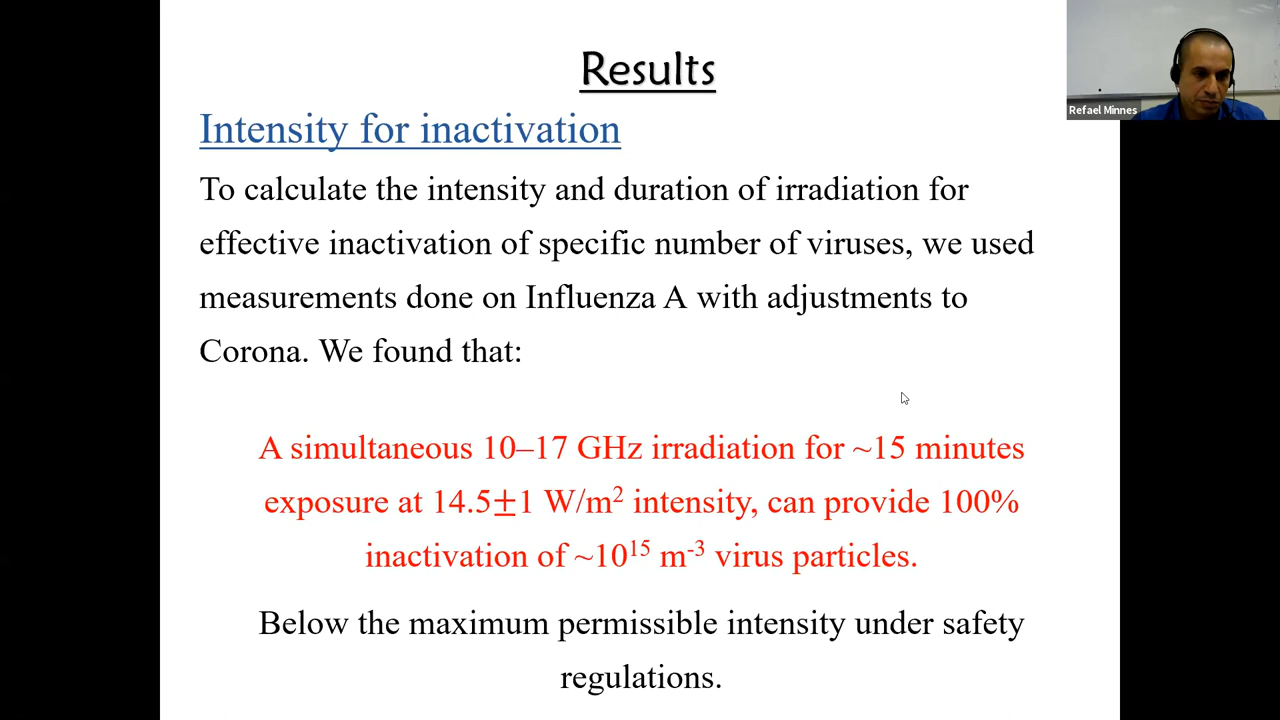 Results
Intensity for inactivation
To calculate the intensity and duration of irradiation for
effective inactivation of specific number of viruses, we used
measurements done on Influenza A with adjustments to
Corona. We found that:
A simultaneous 10–17 GHz irradiation for ~15 minutes
exposure at 14.5±1 W/m² intensity, can provide 100%
inactivation of ~10¹⁵ m⁻³ virus particles.
Below the maximum permissible intensity under safety
regulations.
Refael Minnes